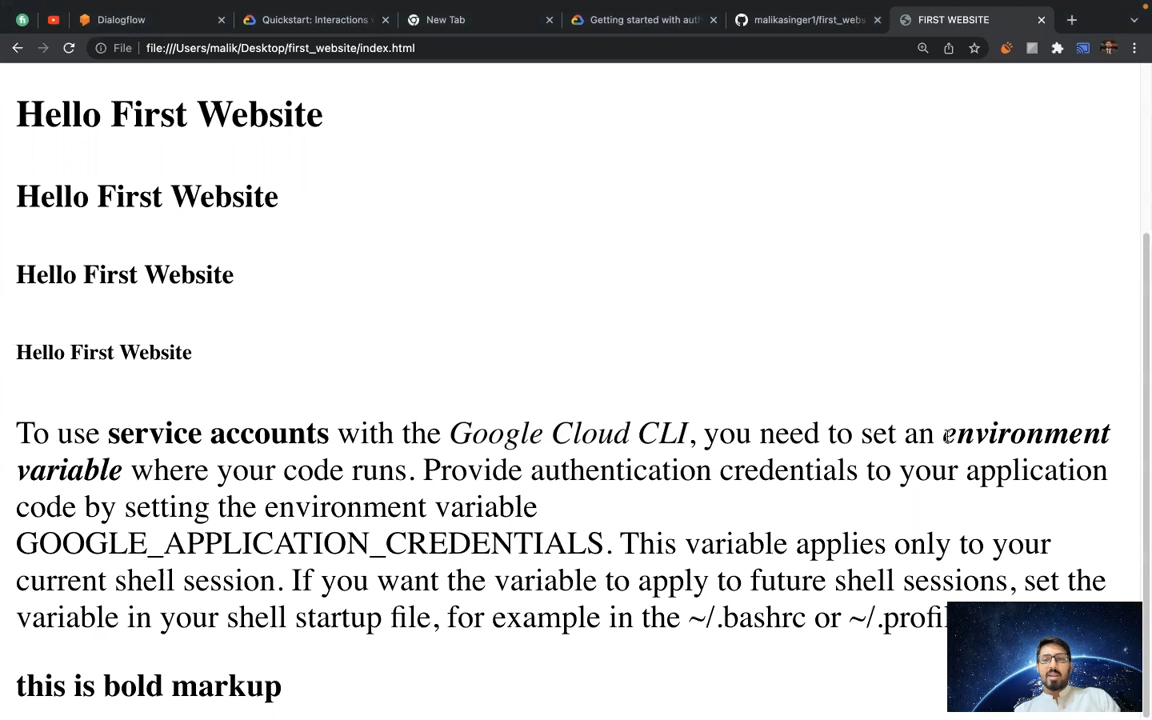 Dialogflow
Quickstart: Interactions
New Tab
Getting started with aut
malikasinger1/first_webs
FIRST WEBSITE
File
file:///Users/malik/Desktop/first_website/index.html
Hello First Website
Hello First Website
Hello First Website
Hello First Website
To use service accounts with the Google Cloud CLI, you need to set an environment
variable where your code runs. Provide authentication credentials to your application
code by setting the environment variable
GOOGLE_APPLICATION_CREDENTIALS. This variable applies only to your
current shell session. If you want the variable to apply to future shell sessions, set the
variable in your shell startup file, for example in the ~/.bashrc or ~/.profil
this is bold markup